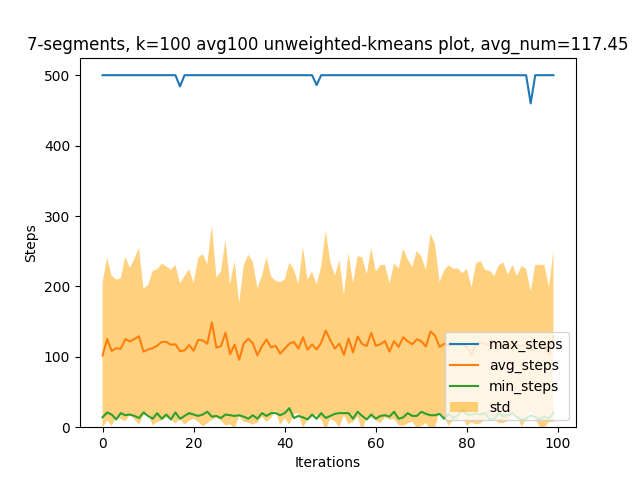 7-segments, k=100 avg100 unweighted-kmeans plot, avg_num=117.45
500
400
300
200
100
0
Steps
max_steps
avg_steps
min_steps
std
0 20 40 60 80 100
Iterations